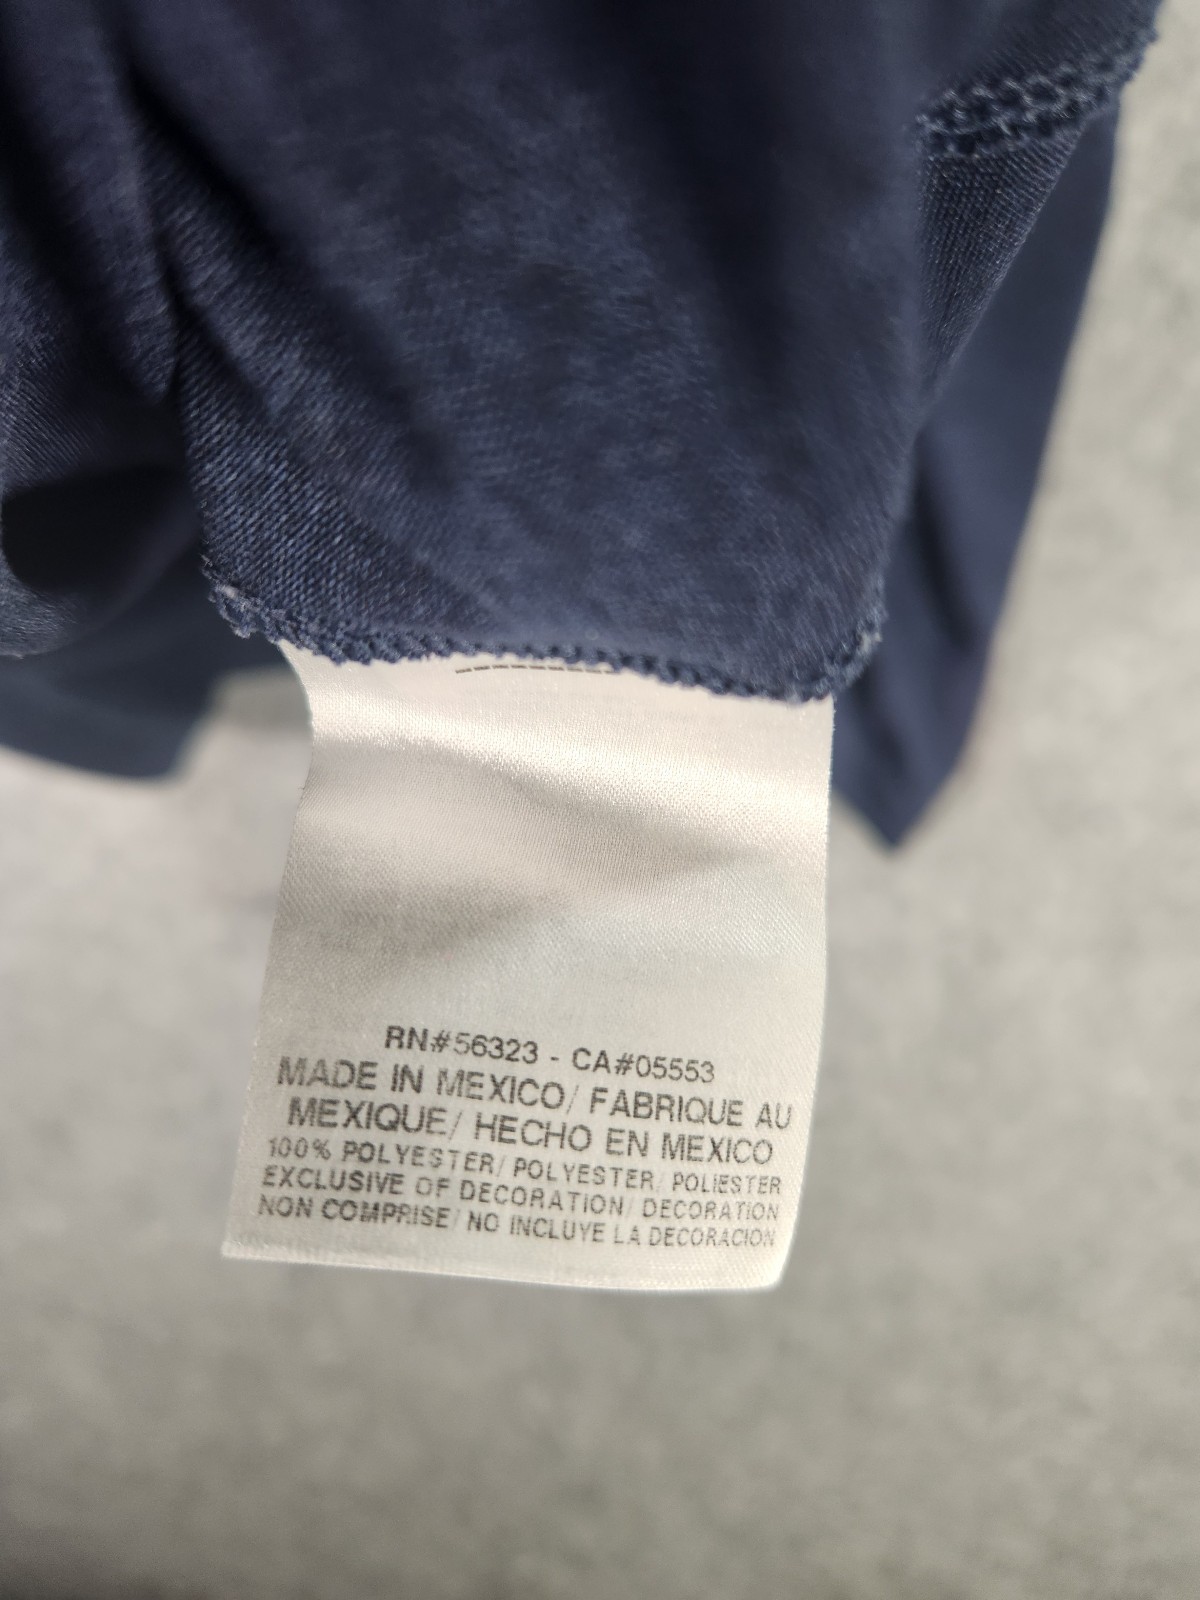 RN#56323 - CA#05553
MADE IN MEXICO/ FABRIQUE AU
MEXIQUE/ HECHO EN MEXICO
100% POLYESTER/ POLYESTER/ POLIESTER
EXCLUSIVE OF DECORATION/ DECORATION
NON COMPRISE/ NO INCLUYE LA DECORACION